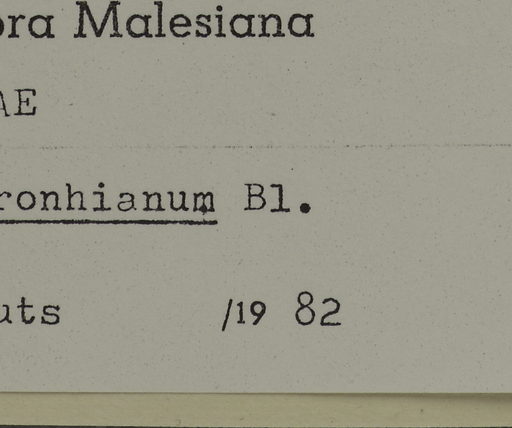 ora Malesiana
AE
ronhianum Bl.
uts /19 82